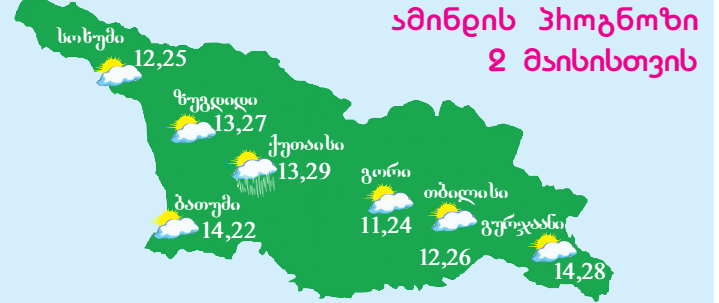 ამინდის პროგნოზი
2 მაისისთვის
სოხუმი
12,25
ზუგდიდი
13,27
ქუთაისი
13,29
ბათუმი
14,22
გორი
11,24
თბილისი
12,26
გურჯაანი
14,28